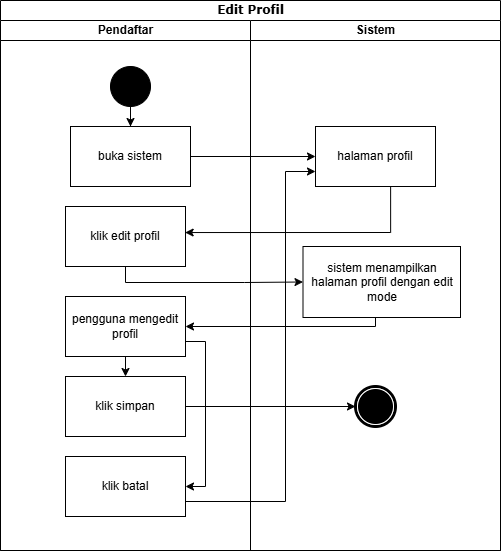 Edit Profil
Pendaftar
Sistem
buka sistem
halaman profil
klik edit profil
sistem menampilkan
halaman profil dengan edit
mode
pengguna mengedit
profil
klik simpan
klik batal